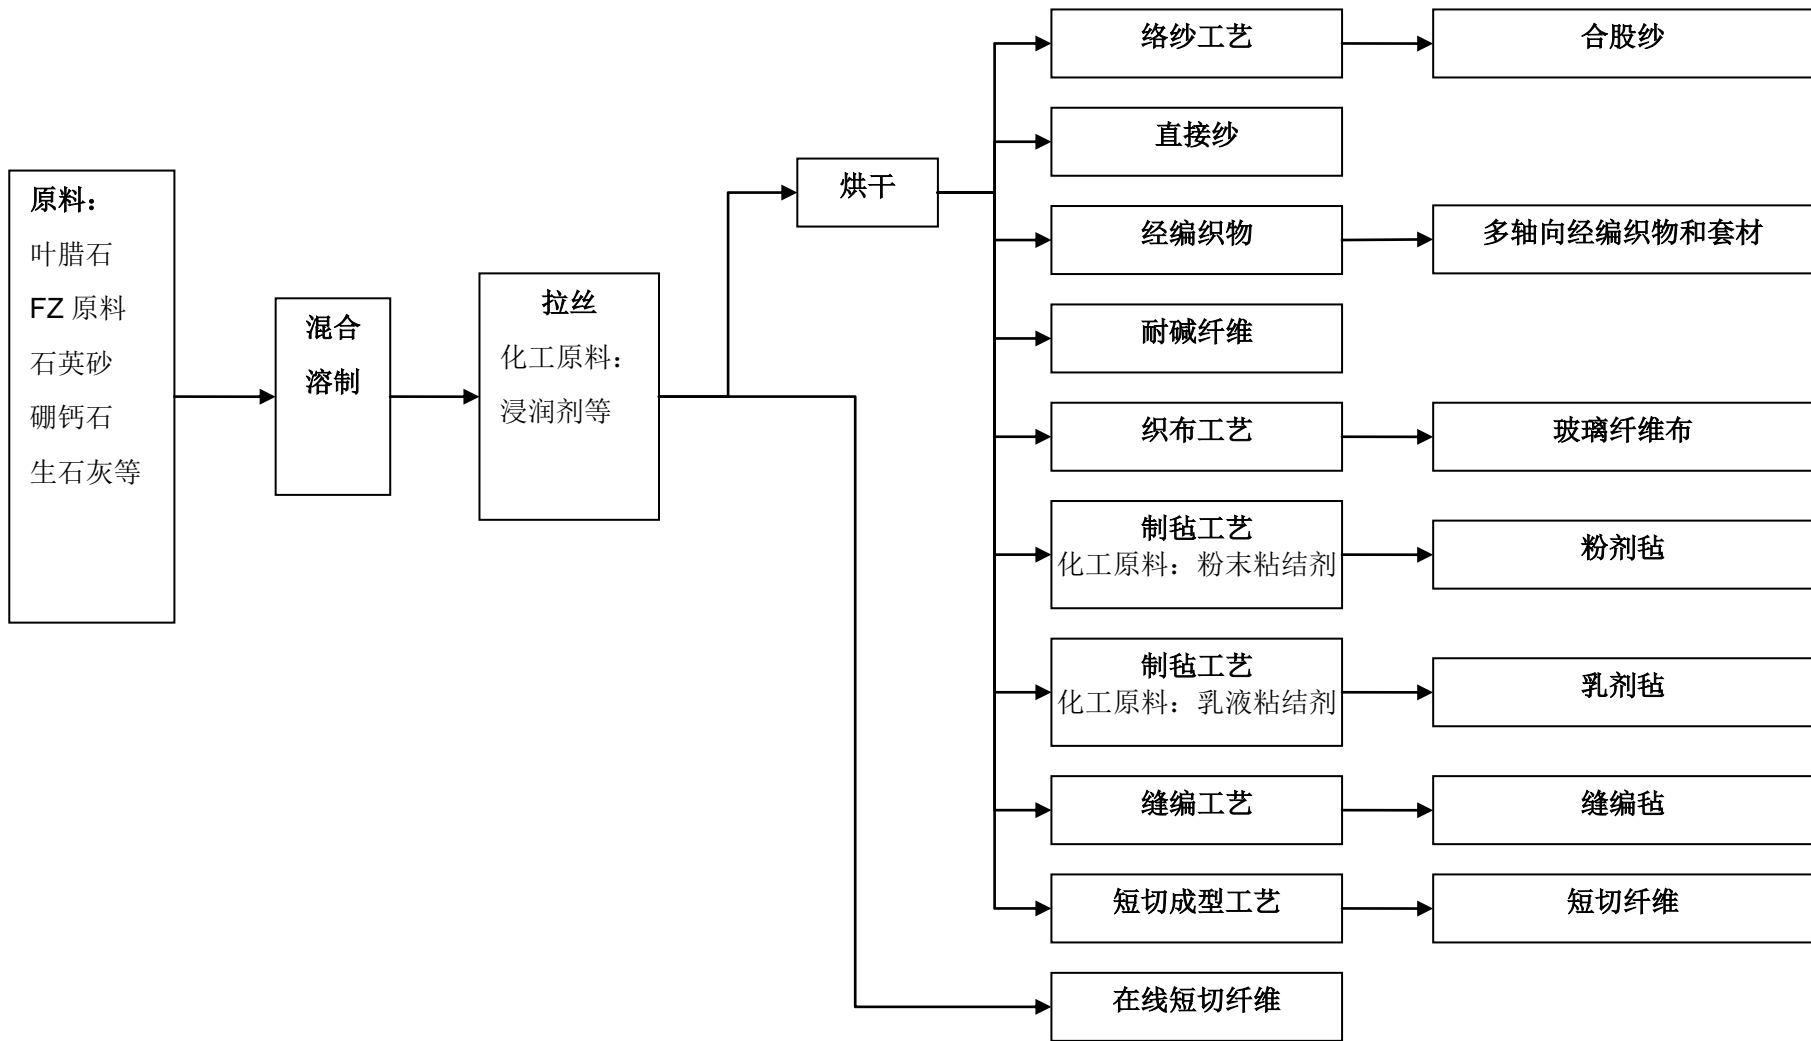 原料：
叶腊石
FZ 原料
石英砂
硼钙石
生石灰等
混合
溶制
拉丝
化工原料：
浸润剂等
烘干
络纱工艺
合股纱
直接纱
经编织物
多轴向经编织物和套材
耐碱纤维
织布工艺
玻璃纤维布
制毡工艺
化工原料：粉末粘结剂
粉剂毡
制毡工艺
化工原料：乳液粘结剂
乳剂毡
缝编工艺
缝编毡
短切成型工艺
短切纤维
在线短切纤维